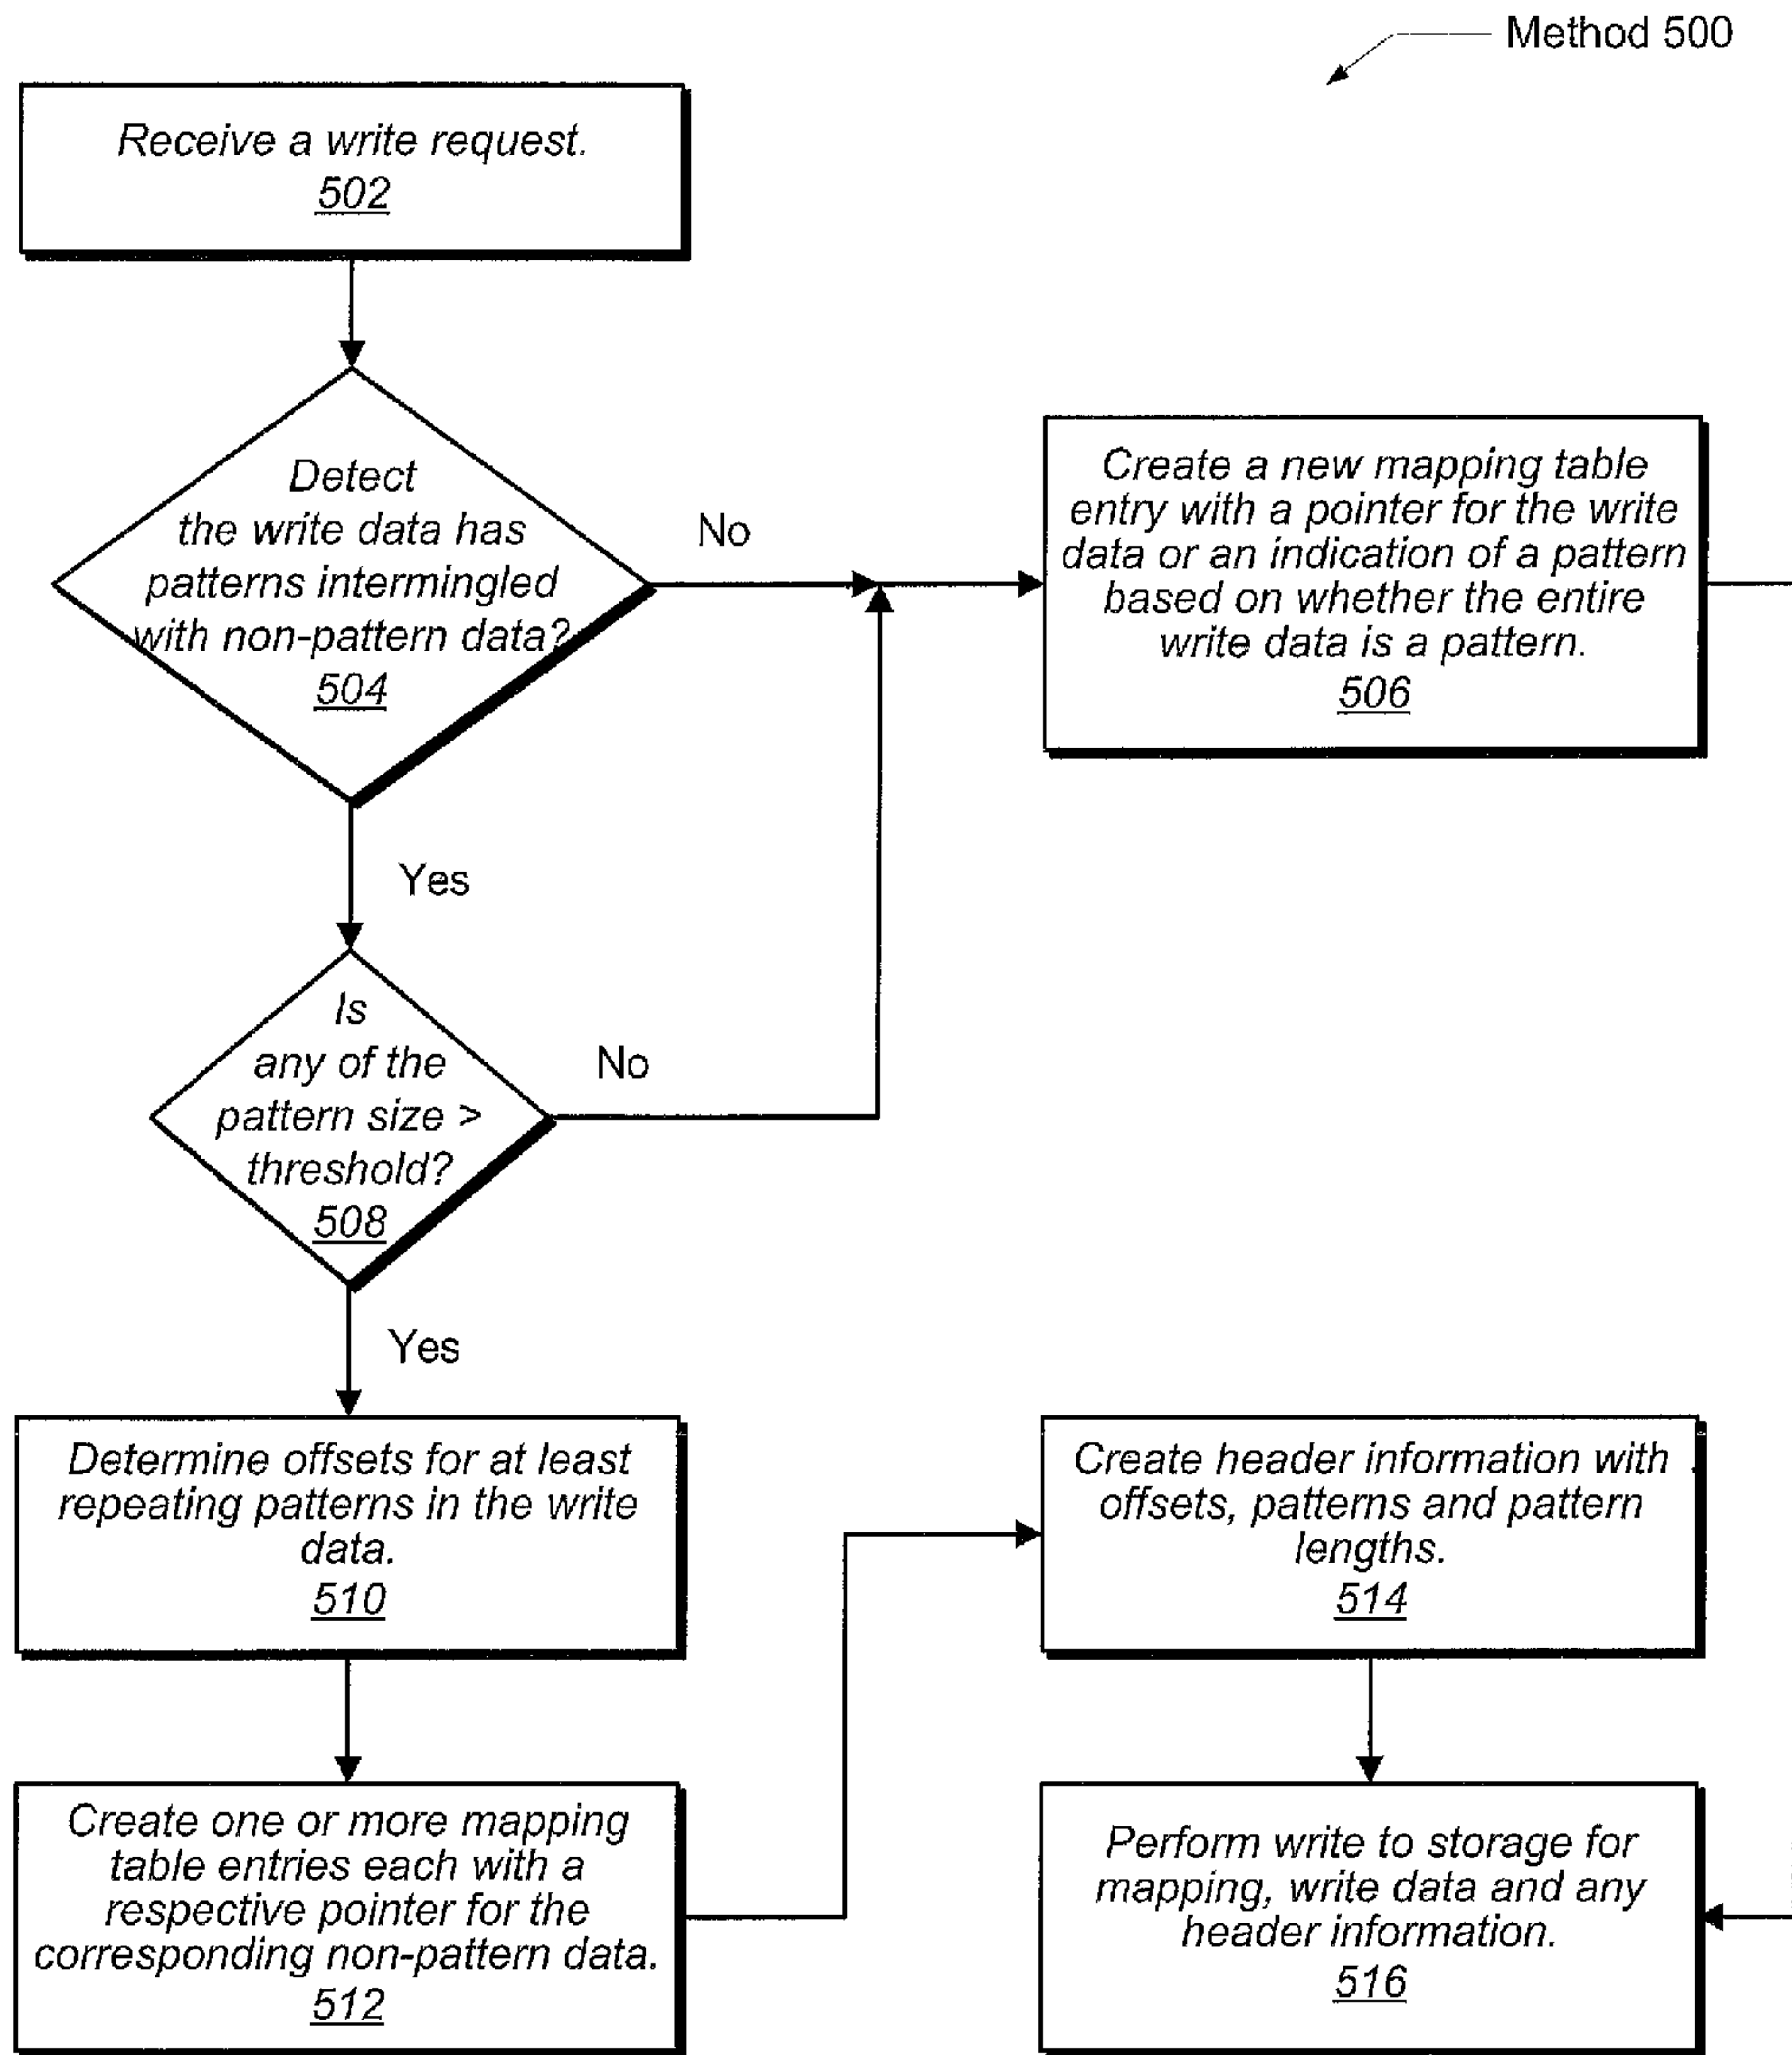 Method 500
Receive a write request.
502
Detect
the write data has
patterns intermingled
with non-pattern data?
504
No
Create a new mapping table
entry with a pointer for the write
data or an indication of a pattern
based on whether the entire
write data is a pattern.
506
Yes
Is
any of the
pattern size >
threshold?
508
No
Yes
Determine offsets for at least
repeating patterns in the write
data.
510
Create one or more mapping
table entries each with a
respective pointer for the
corresponding non-pattern data.
512
Create header information with
offsets, patterns and pattern
lengths.
514
Perform write to storage for
mapping, write data and any
header information.
516